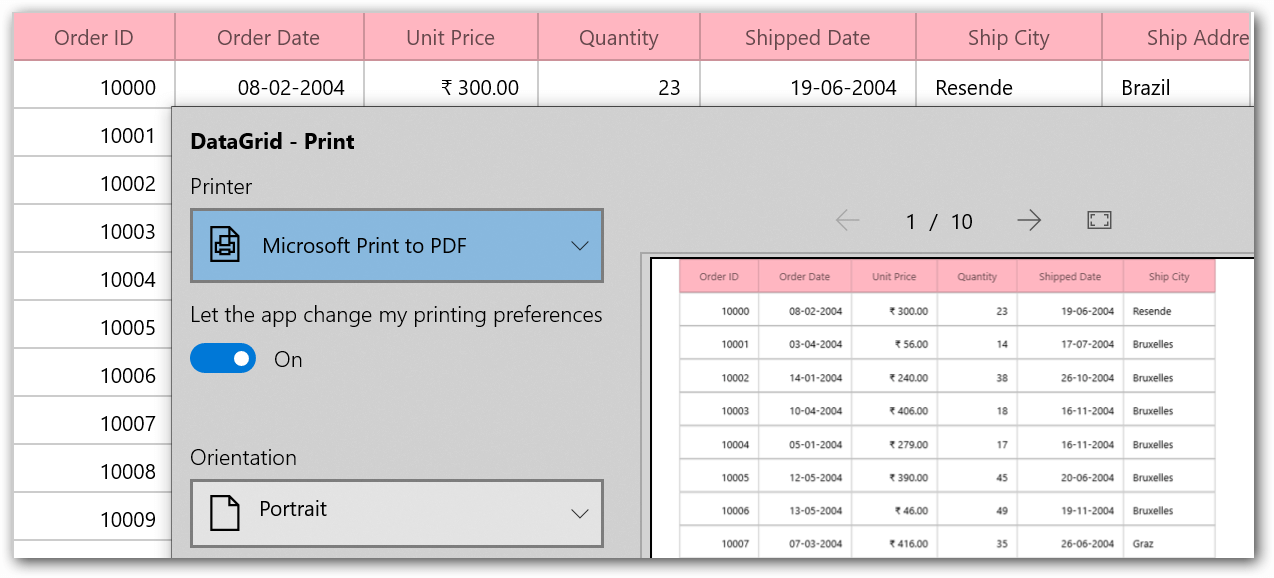 Order ID Order Date Unit Price Quantity Shipped Date Ship City Ship Addre
10000 08-02-2004 ₹ 300.00 23 19-06-2004 Resende Brazil
10001
10002
10003
10004
10005
10006
10007
10008
10009
DataGrid - Print
Printer
Microsoft Print to PDF
Let the app change my printing preferences
On
Orientation
Portrait
1 / 10
Order ID Order Date Unit Price Quantity Shipped Date Ship City
10000 08-02-2004 ₹ 300.00 23 19-06-2004 Resende
10001 03-04-2004 ₹ 56.00 14 17-07-2004 Bruxelles
10002 14-01-2004 ₹ 240.00 38 26-10-2004 Bruxelles
10003 10-04-2004 ₹ 406.00 18 16-11-2004 Bruxelles
10004 05-01-2004 ₹ 279.00 17 16-11-2004 Bruxelles
10005 12-05-2004 ₹ 390.00 45 20-06-2004 Bruxelles
10006 13-05-2004 ₹ 46.00 49 19-11-2004 Bruxelles
10007 07-03-2004 ₹ 416.00 35 26-06-2004 Graz